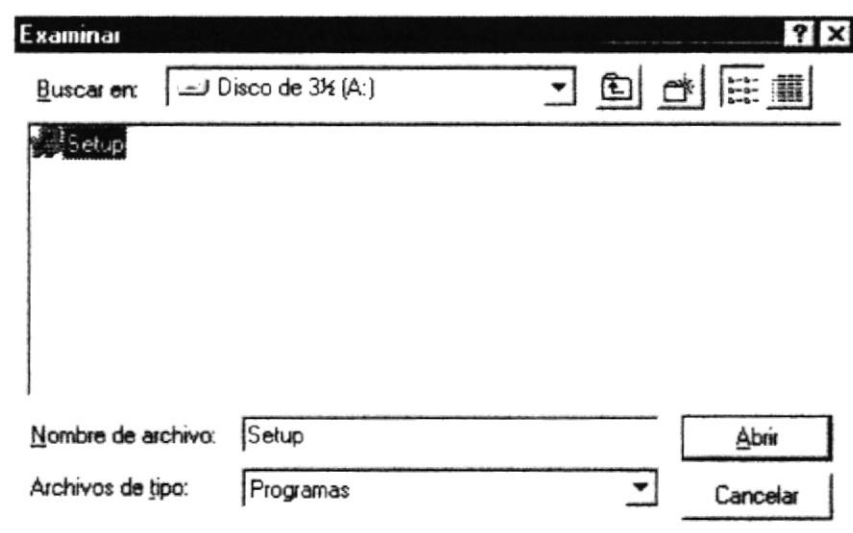 Examinar
Buscar en: Disco de 3½ (A:)
Setup
Nombre de archivo: Setup Abrir
Archivos de tipo: Programas Cancelar